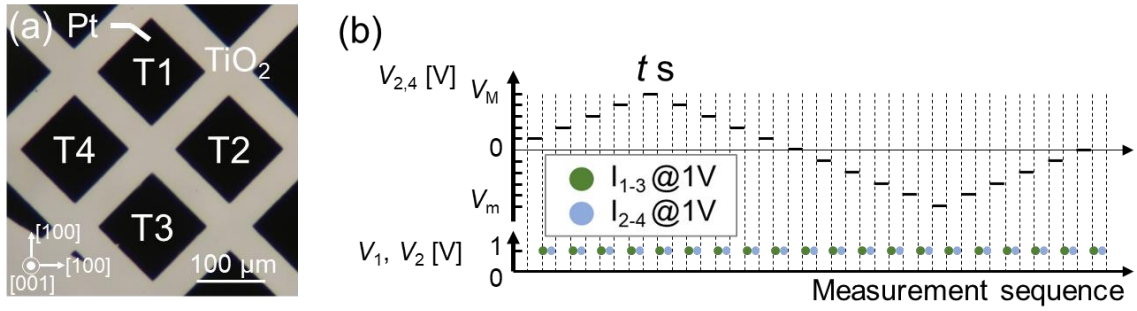 (a) Pt
TiO2
T1
T4
T2
T3
[100]
[100]
[001]
100 μm
(b)
V2,4 [V]
VM
t s
0
I1-3 @1V
I2-4 @1V
Vm
V1, V2 [V]
1
0
Measurement sequence